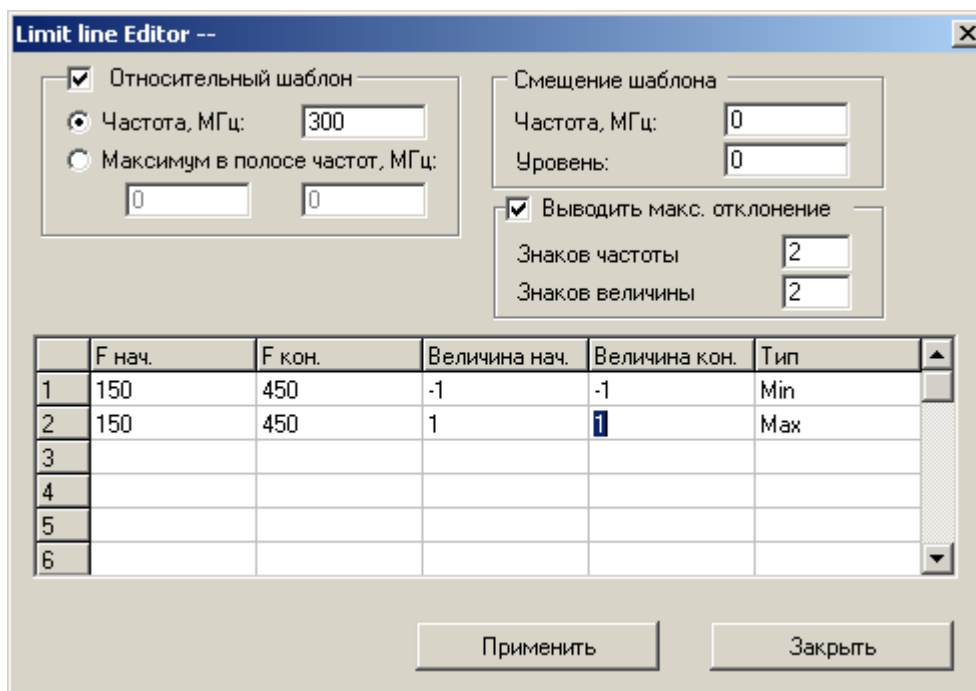 Limit line Editor --
Относительный шаблон
Частота, МГц: 300
Максимум в полосе частот, МГц:
0 0
Смещение шаблона
Частота, МГц: 0
Уровень: 0
Выводить макс. отклонение
Знаков частоты 2
Знаков величины 2
F нач. F кон. Величина нач. Величина кон. Тип
1 150 450 -1 -1 Min
2 150 450 1 1 Max
3
4
5
6
Применить Закрыть